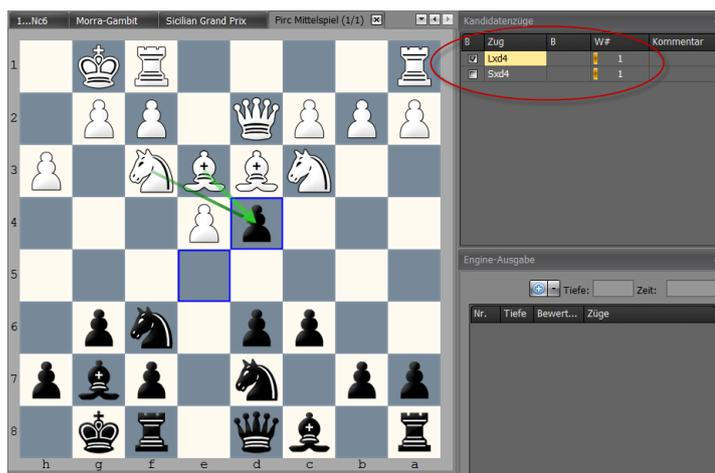 1...Nc6 Morra-Gambit Sicilian Grand Prix Pirc Mittelspiel (1/1)
Kandidatenzüge
B Zug B W# Kommentar
Lxd4 1
Sxd4 1
1
2
3
4
5
6
7
8
h g f e d c b a
Engine-Ausgabe
Tiefe: Zeit:
Nr. Tiefe Bewert... Züge